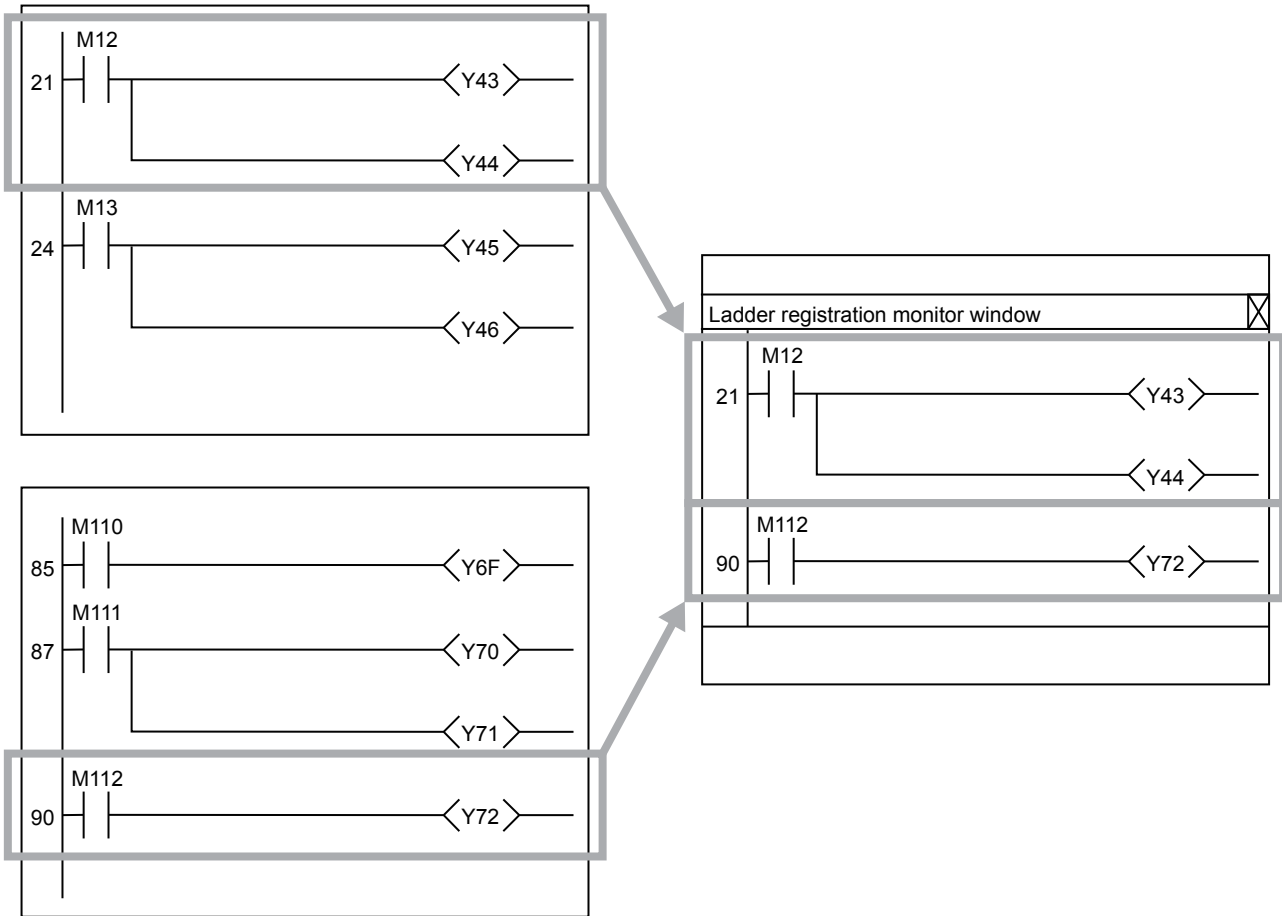 M12
21 Y43
Y44
M13
24 Y45
Y46
M110
85 Y6F
M111
87 Y70
Y71
M112
90 Y72
Ladder registration monitor window
M12
21 Y43
Y44
M112
90 Y72